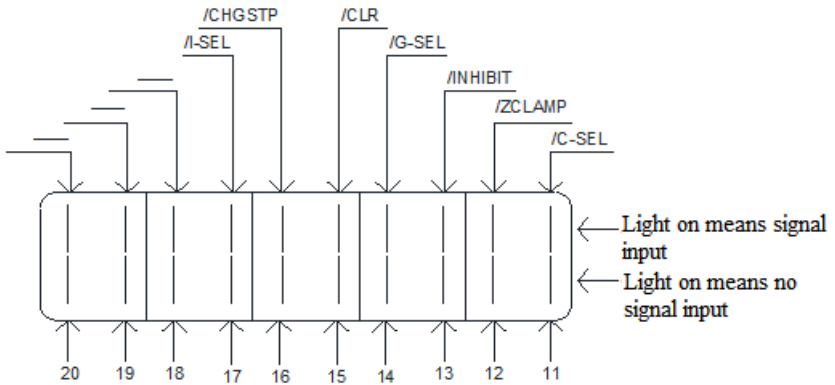 /CHGSTP /CLR
/I-SEL /G-SEL
/INHIBIT
/ZCLAMP
/C-SEL
Light on means signal
input
Light on means no
signal input
20 19 18 17 16 15 14 13 12 11